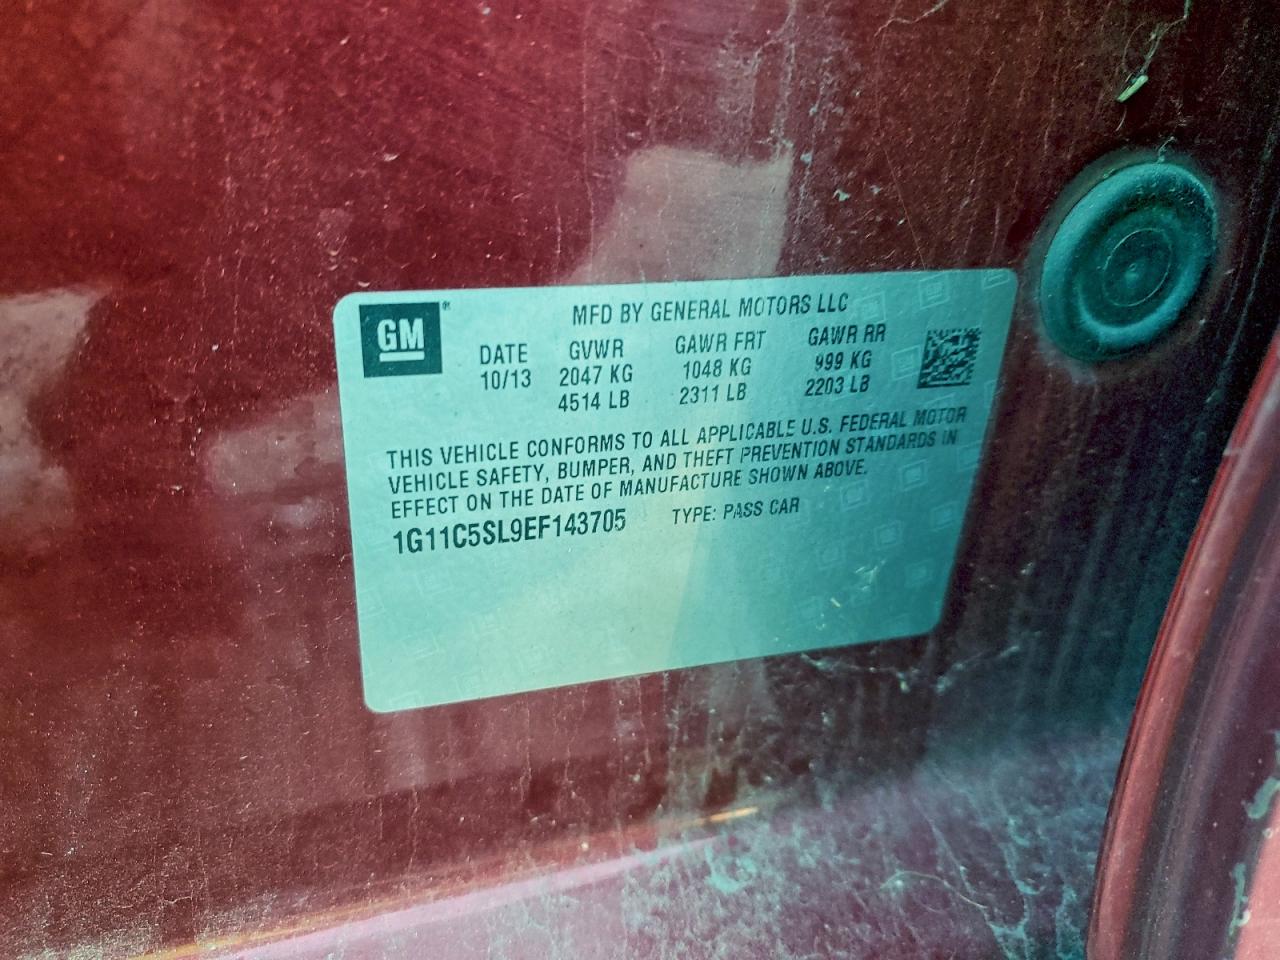 GM®
MFD BY GENERAL MOTORS LLC
DATE GVWR GAWR FRT GAWR RR
10/13 2047 KG 1048 KG 999 KG
4514 LB 2311 LB 2203 LB
THIS VEHICLE CONFORMS TO ALL APPLICABLE U.S. FEDERAL MOTOR
VEHICLE SAFETY, BUMPER, AND THEFT PREVENTION STANDARDS IN
EFFECT ON THE DATE OF MANUFACTURE SHOWN ABOVE.
1G11C5SL9EF143705 TYPE: PASS CAR